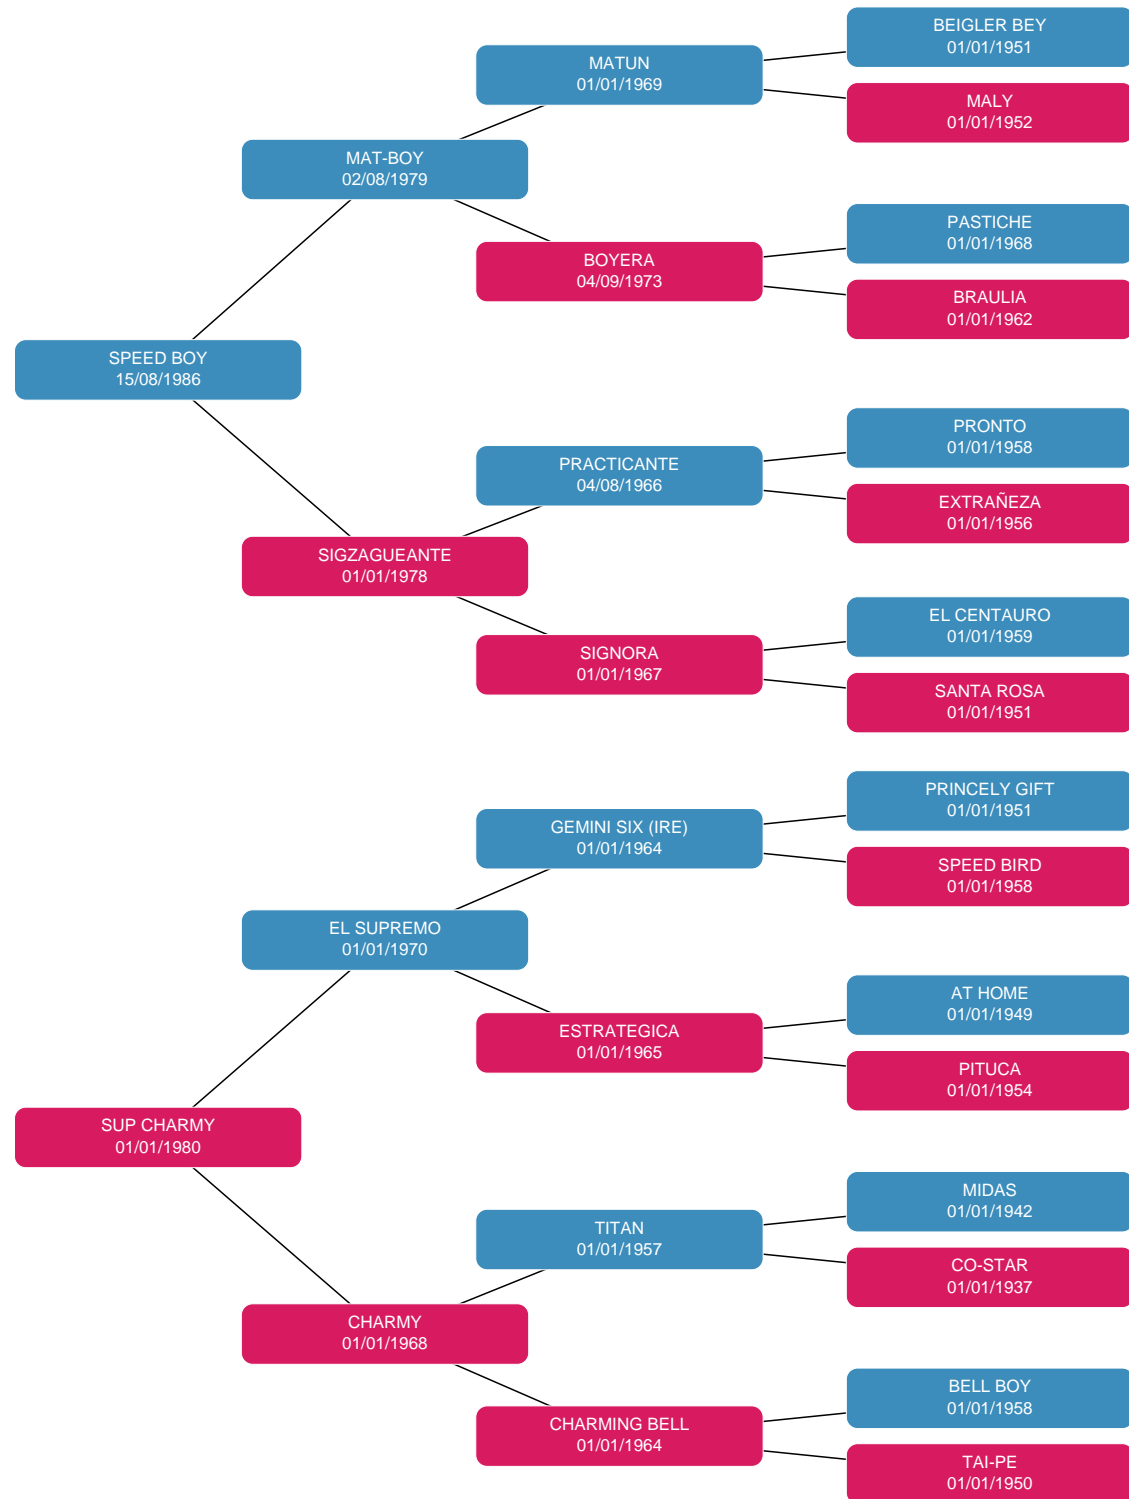 BEIGLER BEY
01/01/1951
MATUN
01/01/1969
MALY
01/01/1952
MAT-BOY
02/08/1979
PASTICHE
01/01/1968
BOYERA
04/09/1973
BRAULIA
01/01/1962
SPEED BOY
15/08/1986
PRONTO
01/01/1958
PRACTICANTE
04/08/1966
EXTRAÑEZA
01/01/1956
SIGZAGUEANTE
01/01/1978
EL CENTAURO
01/01/1959
SIGNORA
01/01/1967
SANTA ROSA
01/01/1951
PRINCELY GIFT
01/01/1951
GEMINI SIX (IRE)
01/01/1964
SPEED BIRD
01/01/1958
EL SUPREMO
01/01/1970
AT HOME
01/01/1949
ESTRATEGICA
01/01/1965
PITUCA
01/01/1954
SUP CHARMY
01/01/1980
MIDAS
01/01/1942
TITAN
01/01/1957
CO-STAR
01/01/1937
CHARMY
01/01/1968
BELL BOY
01/01/1958
CHARMING BELL
01/01/1964
TAI-PE
01/01/1950